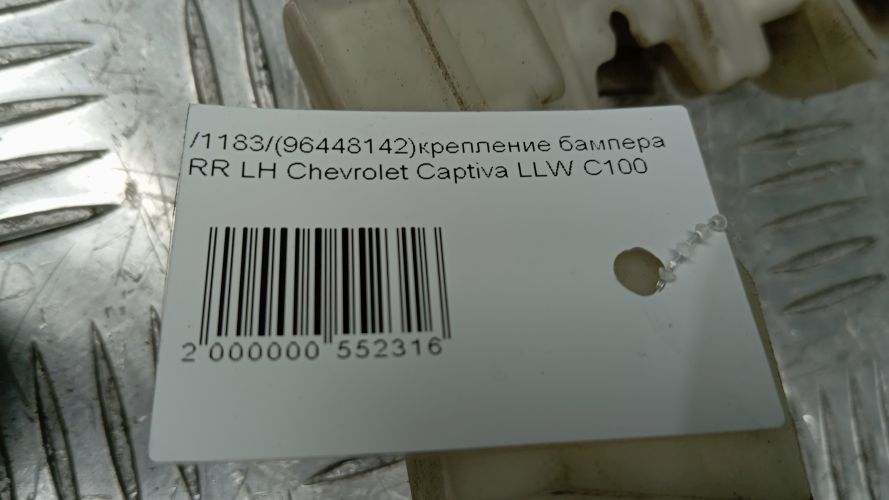 /1183/(96448142)крепление бампера
RR LH Chevrolet Captiva LLW C100
2 000000 552316